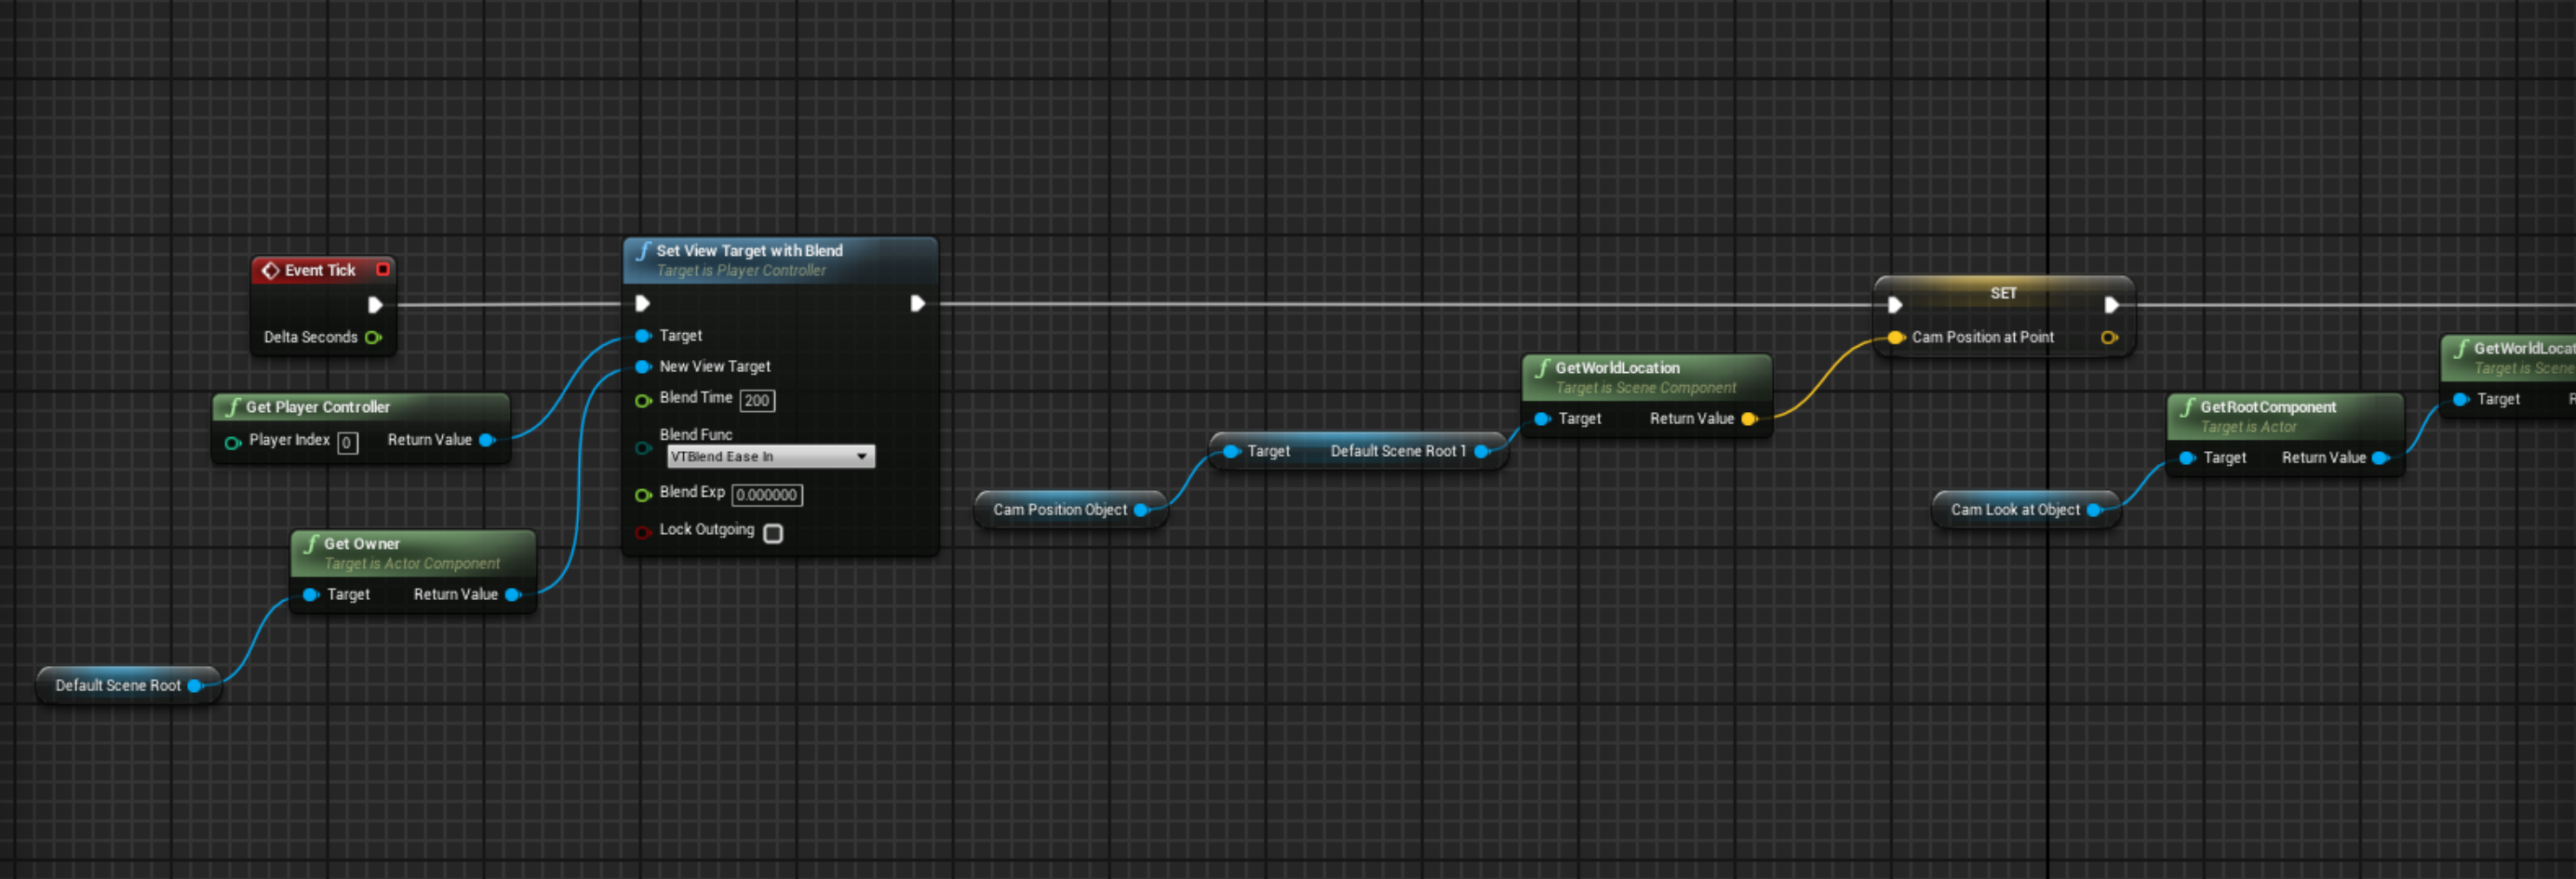 Event Tick
Delta Seconds
Get Player Controller
Player Index 0 Return Value
Get Owner
Target is Actor Component
Target Return Value
Default Scene Root
Set View Target with Blend
Target is Player Controller
Target
New View Target
Blend Time 200
Blend Func
VTBlend Ease In
Blend Exp 0.000000
Lock Outgoing
Cam Position Object
Target Default Scene Root 1
GetWorldLocation
Target is Scene Component
Target Return Value
SET
Cam Position at Point
Cam Look at Object
GetRootComponent
Target is Actor
Target Return Value
GetWorldLocat
Target is Scene
Target